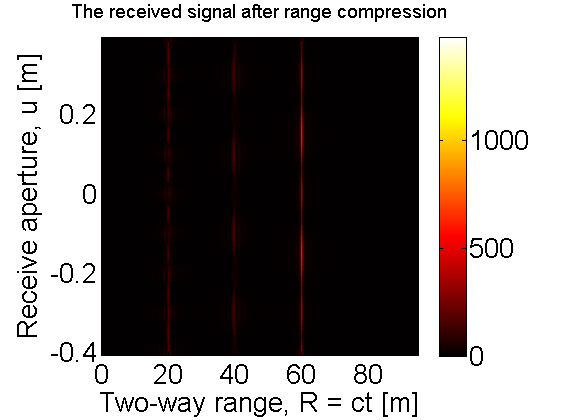 The received signal after range compression
Receive aperture, u [m]
0.2
0
-0.2
-0.4
0 20 40 60 80
Two-way range, R = ct [m]
1000
500
0